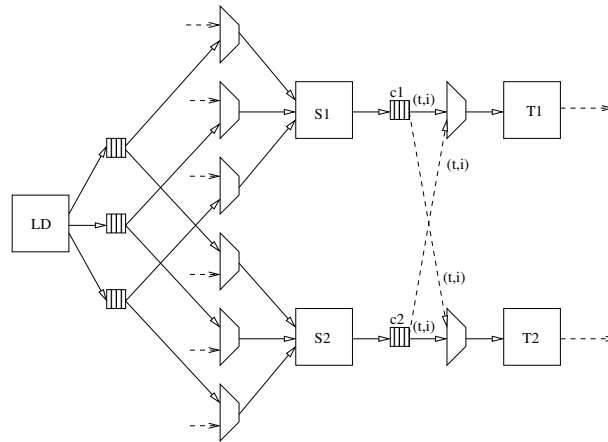 c1
(t,i)
S1
T1
(t,i)
LD
(t,i)
c2
(t,i)
S2
T2